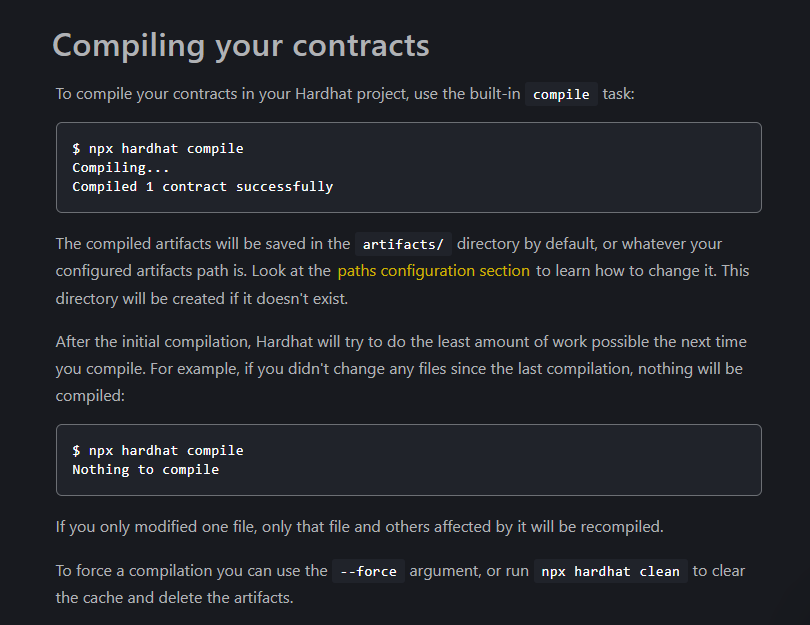 Compiling your contracts
To compile your contracts in your Hardhat project, use the built-in compile task:
$ npx hardhat compile
Compiling...
Compiled 1 contract successfully
The compiled artifacts will be saved in the artifacts/ directory by default, or whatever your
configured artifacts path is. Look at the paths configuration section to learn how to change it. This
directory will be created if it doesn't exist.
After the initial compilation, Hardhat will try to do the least amount of work possible the next time
you compile. For example, if you didn't change any files since the last compilation, nothing will be
compiled:
$ npx hardhat compile
Nothing to compile
If you only modified one file, only that file and others affected by it will be recompiled.
To force a compilation you can use the --force argument, or run npx hardhat clean to clear
the cache and delete the artifacts.